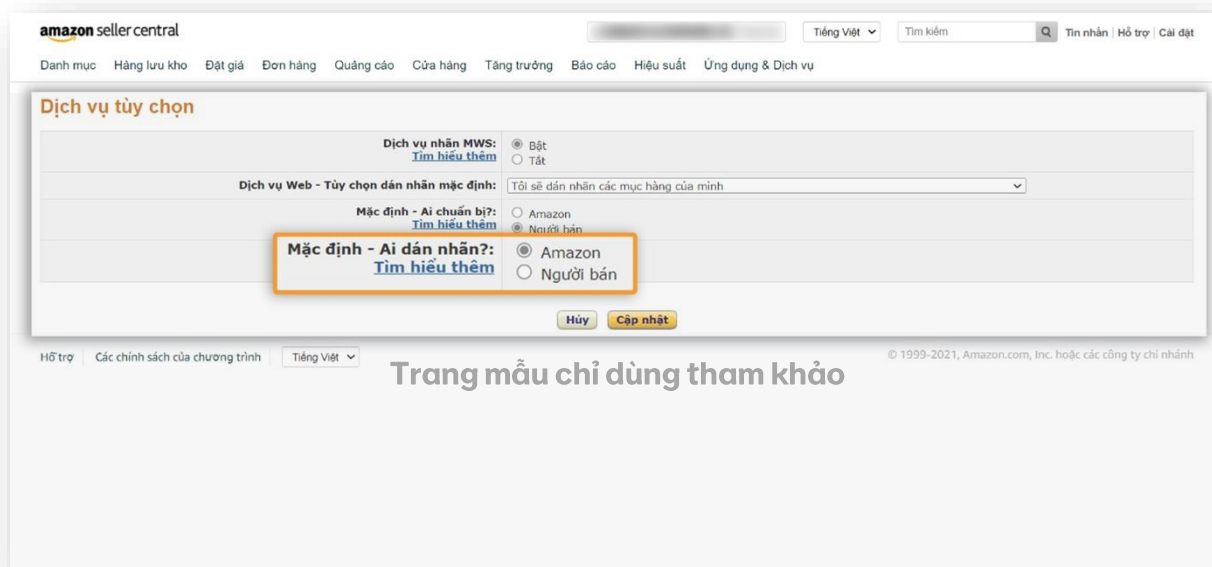 amazon seller central
Tiếng Việt
Tìm kiếm
Tin nhắn | Hỗ trợ | Cài đặt
Danh mục Hàng lưu kho Đặt giá Đơn hàng Quảng cáo Cửa hàng Tăng trưởng Báo cáo Hiệu suất Ứng dụng & Dịch vụ
Dịch vụ tùy chọn
Dịch vụ nhãn MWS:
Tìm hiểu thêm
Bật
Tắt
Dịch vụ Web - Tùy chọn dán nhãn mặc định:
Tôi sẽ dán nhãn các mục hàng của mình
Mặc định - Ai chuẩn bị?:
Tìm hiểu thêm
Amazon
Người bán
Mặc định - Ai dán nhãn?:
Tìm hiểu thêm
Amazon
Người bán
Hủy
Cập nhật
Hỗ trợ
Các chính sách của chương trình
Tiếng Việt
© 1999-2021, Amazon.com, Inc. hoặc các công ty chi nhánh
Trang mẫu chỉ dùng tham khảo